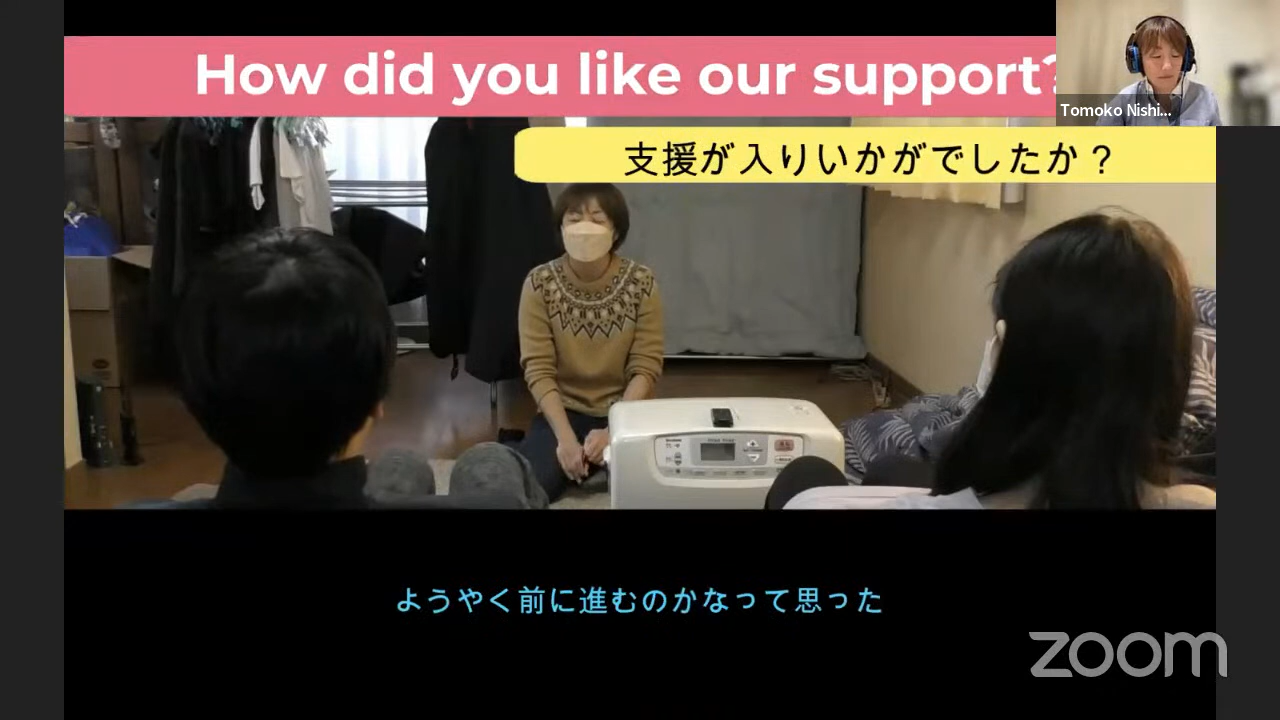 How did you like our support?
Tomoko Nishi...
支援が入りいかがでしたか？
ようやく前に進むのかなって思った
zoom